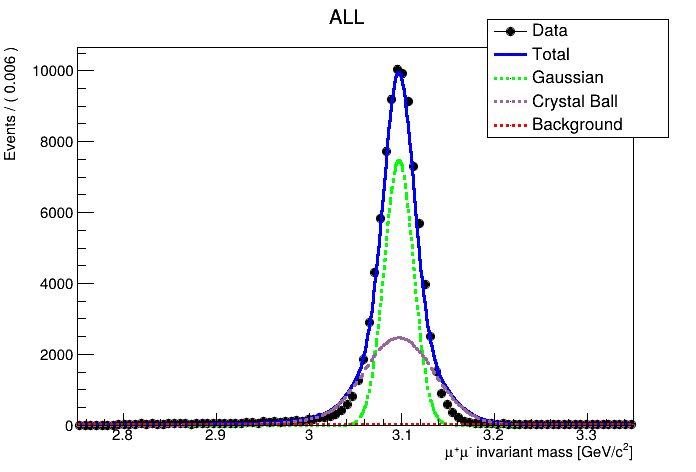 ALL
Data
Total
Gaussian
Crystal Ball
Background
Events / ( 0.006 )
10000
8000
6000
4000
2000
0
2.8 2.9 3 3.1 3.2 3.3
μ⁺μ⁻ invariant mass [GeV/c²]